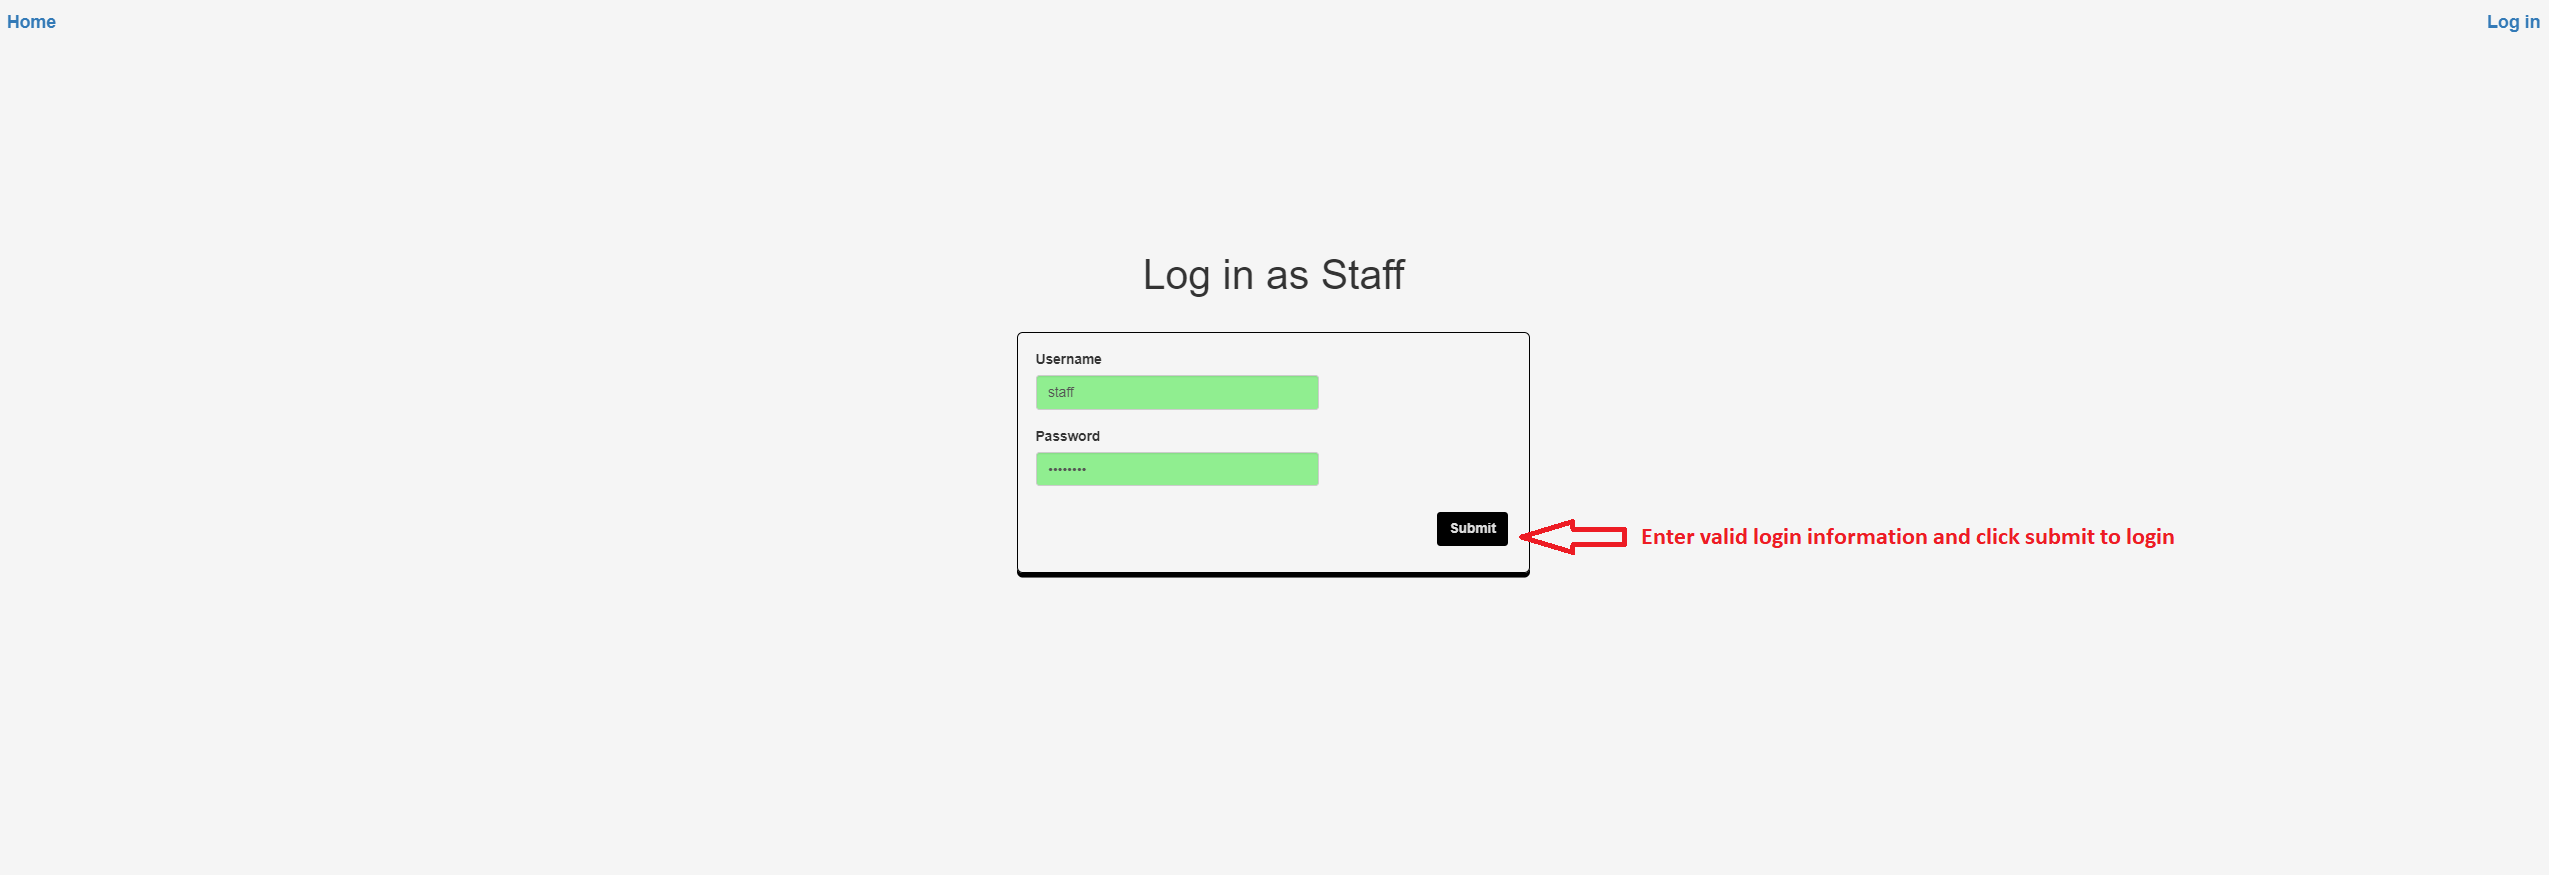 Home
Log in
Log in as Staff
Username
staff
Password
••••••••
Submit
Enter valid login information and click submit to login